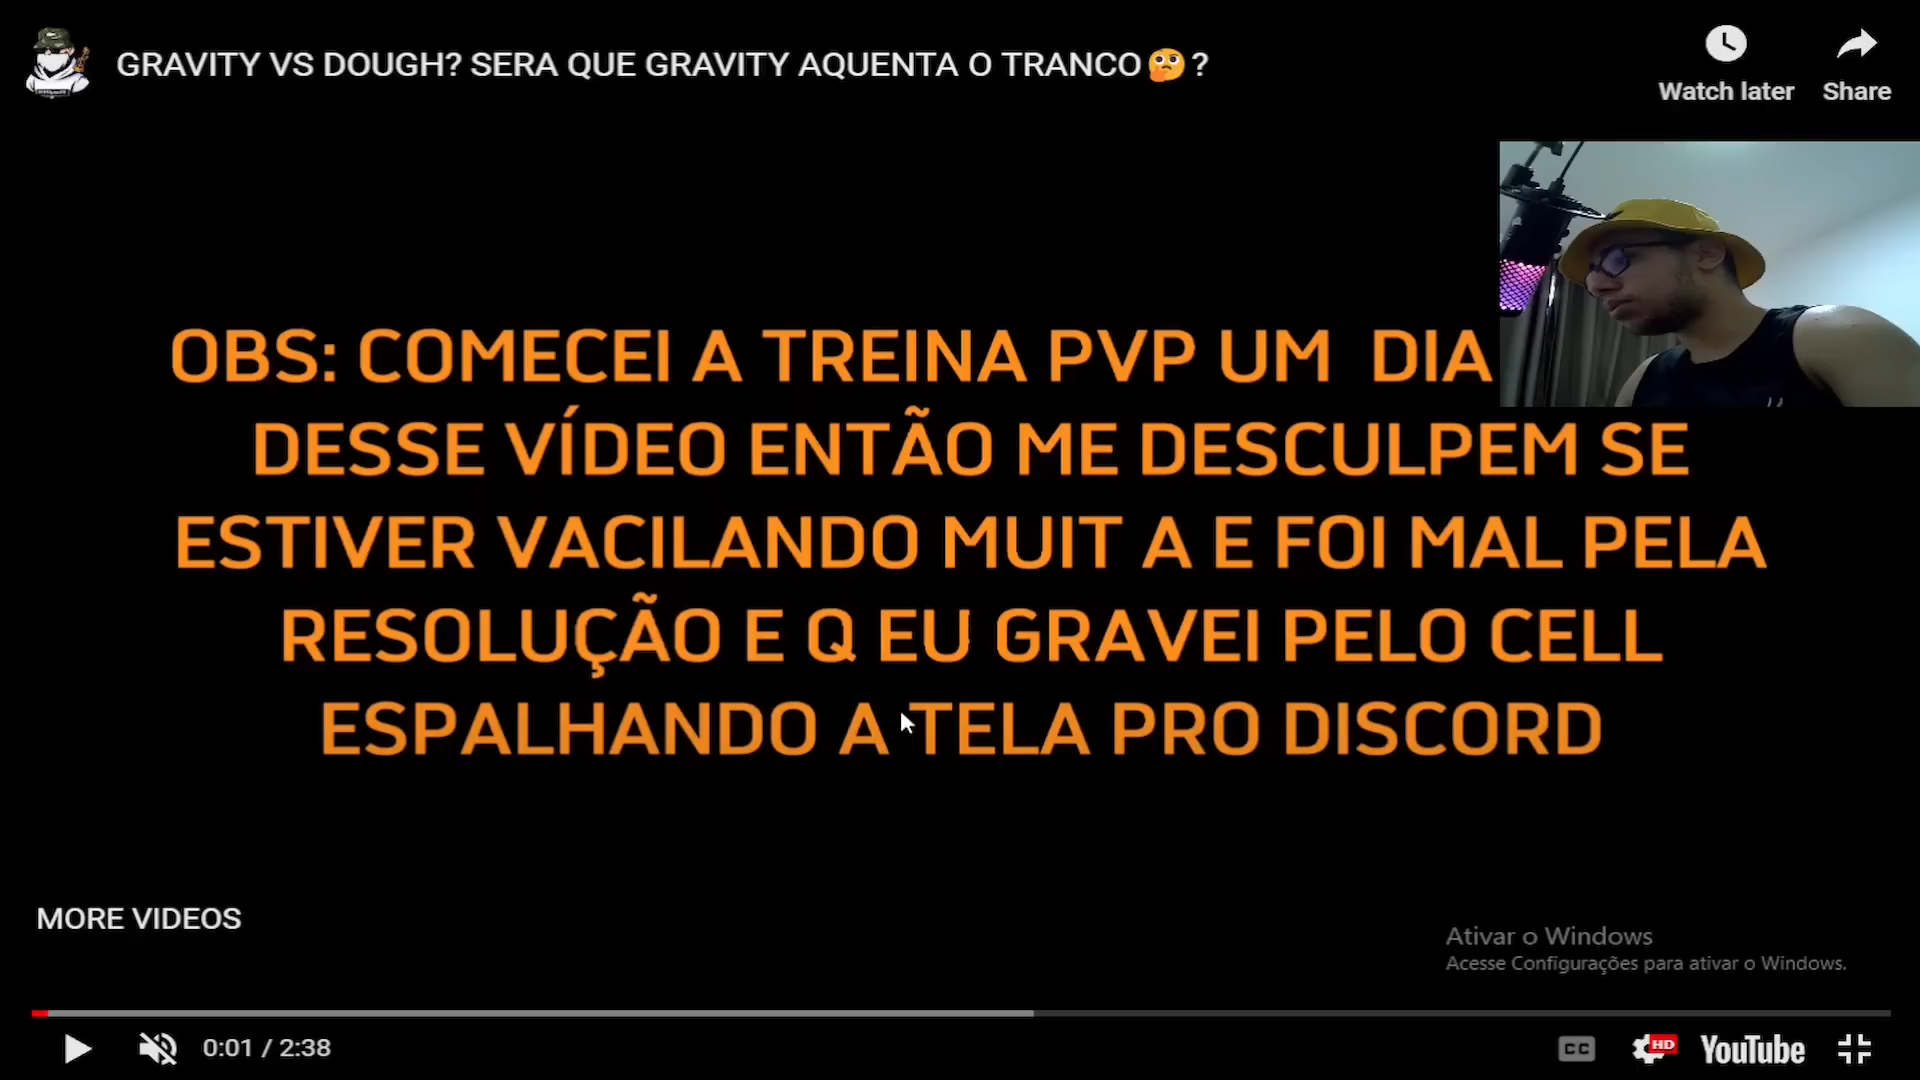 GRAVITY VS DOUGH? SERA QUE GRAVITY AQUENTA O TRANCO🤔?
Watch later
Share
OBS: COMECEI A TREINA PVP UM DIA
DESSE VÍDEO ENTÃO ME DESCULPEM SE
ESTIVER VACILANDO MUIT A E FOI MAL PELA
RESOLUÇÃO E Q EU GRAVEI PELO CELL
ESPALHANDO A TELA PRO DISCORD
MORE VIDEOS
Ativar o Windows
Acesse Configurações para ativar o Windows.
0:01 / 2:38
CC
HD
YouTube